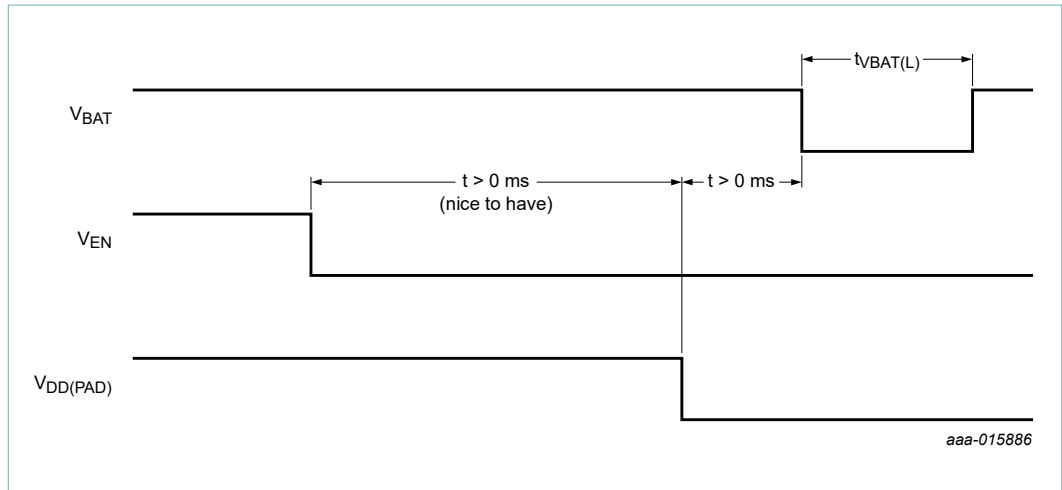 tVBAT(L)
VBAT
t > 0 ms
(nice to have)
t > 0 ms
VEN
VDD(PAD)
aaa-015886